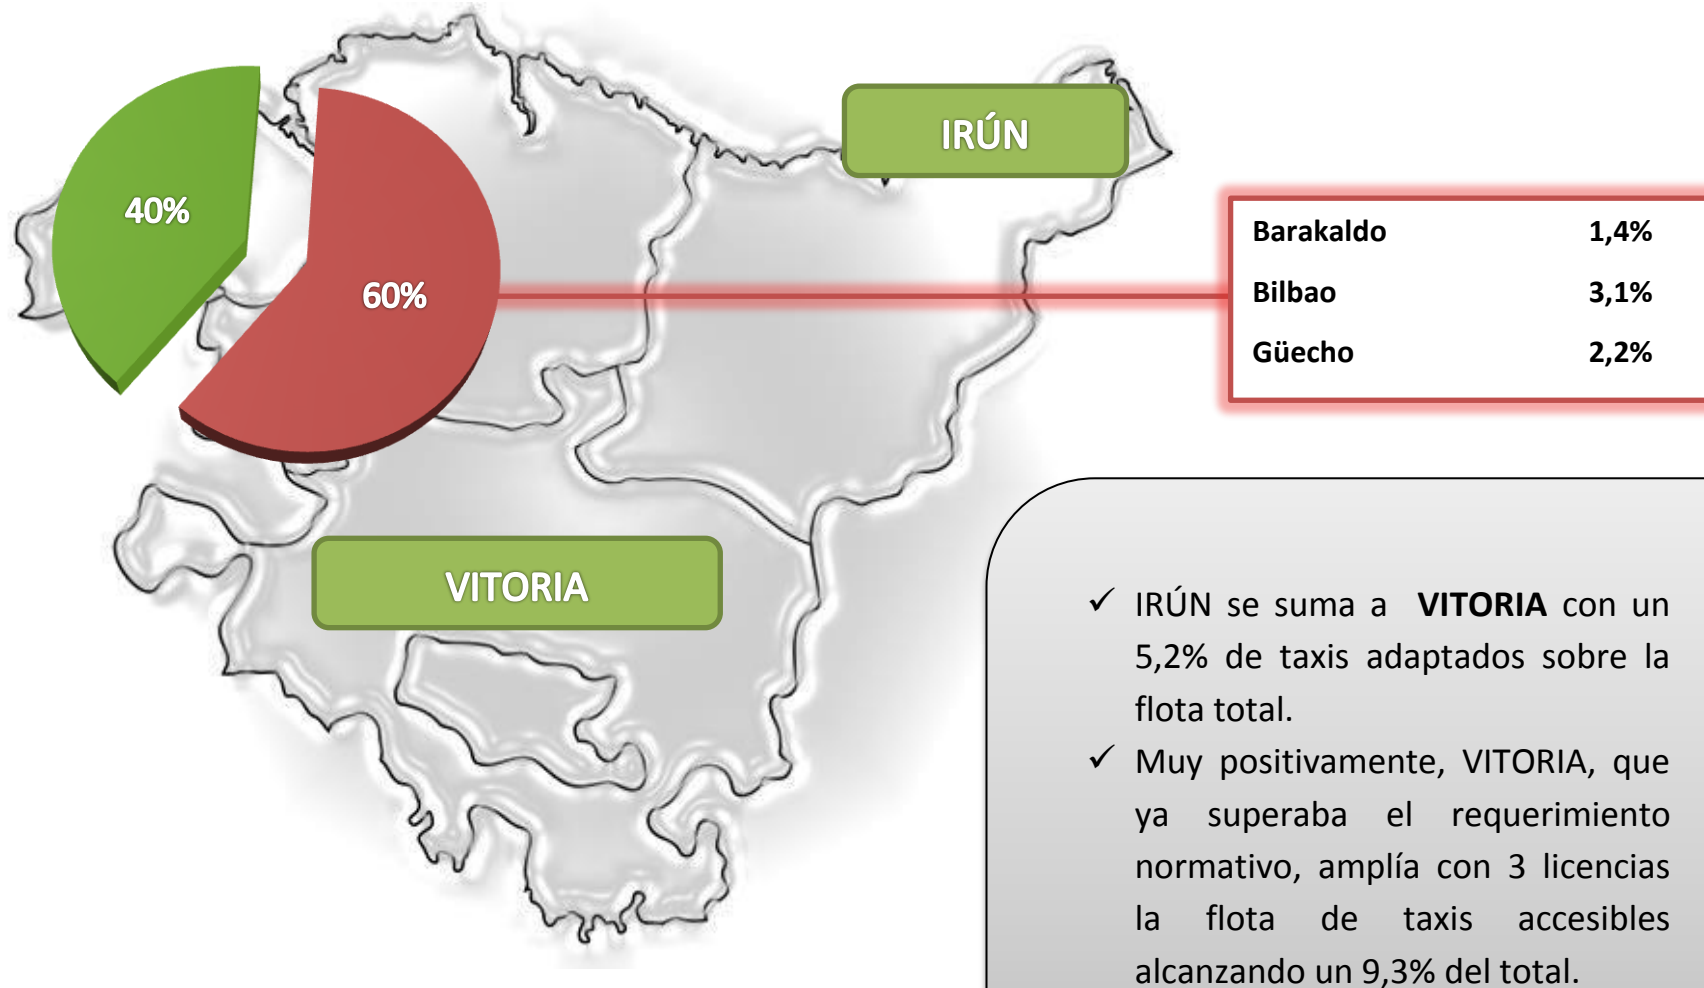 IRÚN
40%
60%
Barakaldo 1,4%
Bilbao 3,1%
Güecho 2,2%
VITORIA
✓ IRÚN se suma a VITORIA con un
5,2% de taxis adaptados sobre la
flota total.
✓ Muy positivamente, VITORIA, que
ya superaba el requerimiento
normativo, amplía con 3 licencias
la flota de taxis accesibles
alcanzando un 9,3% del total.